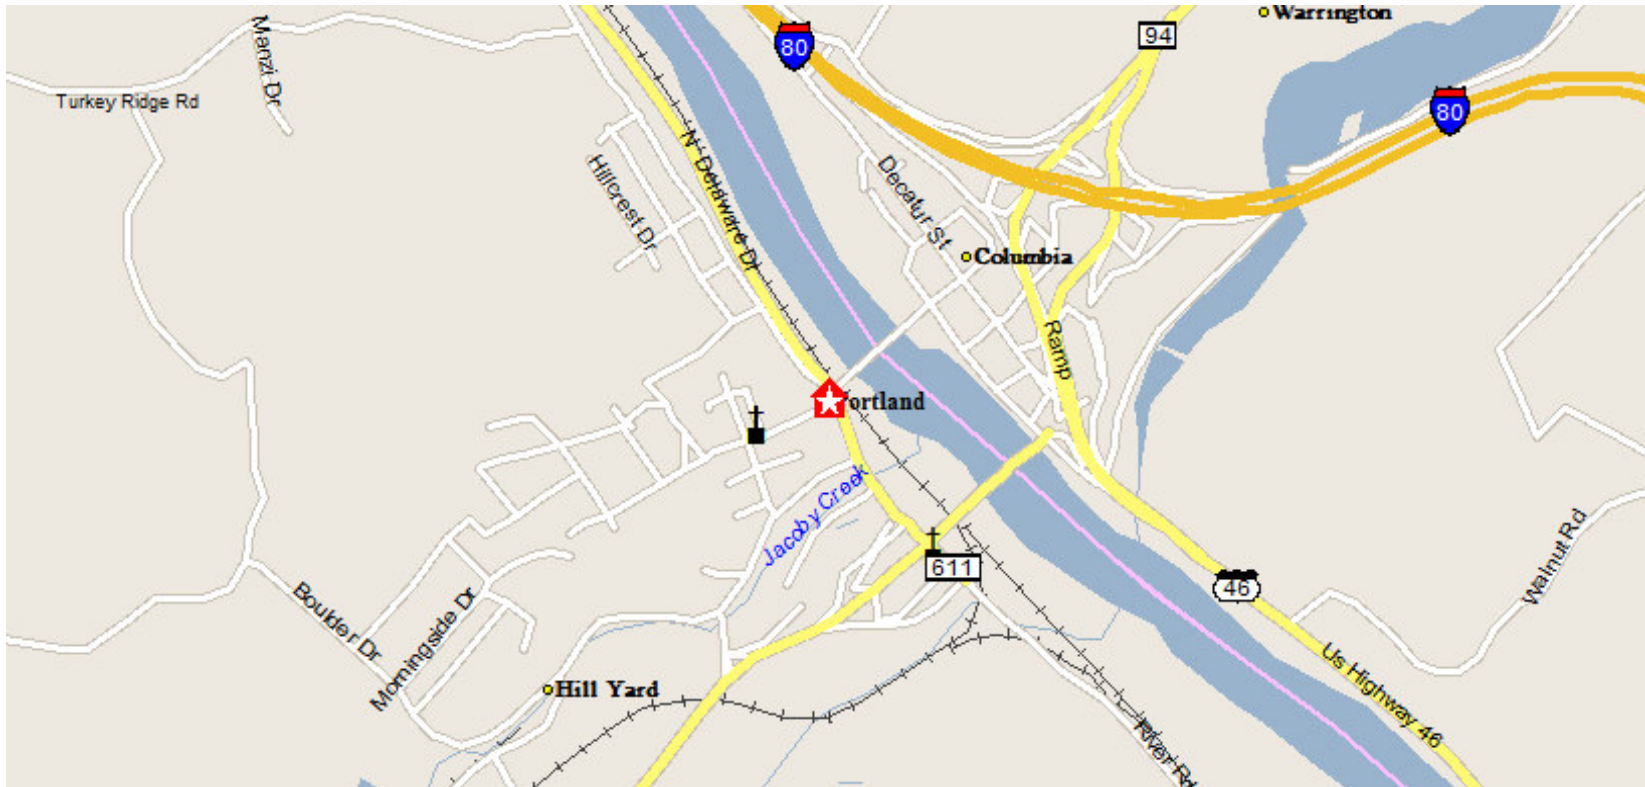 Warrington
80
94
Manzi Dr
Turkey Ridge Rd
80
N Delaware Dr
Hillcrest Dr
Decatur St
Columbia
Ramp
ortland
Jacoby Creek
611
46
Walnut Rd
Boulder Dr
Morningside Dr
Hill Yard
Us Highway 46
River Rd